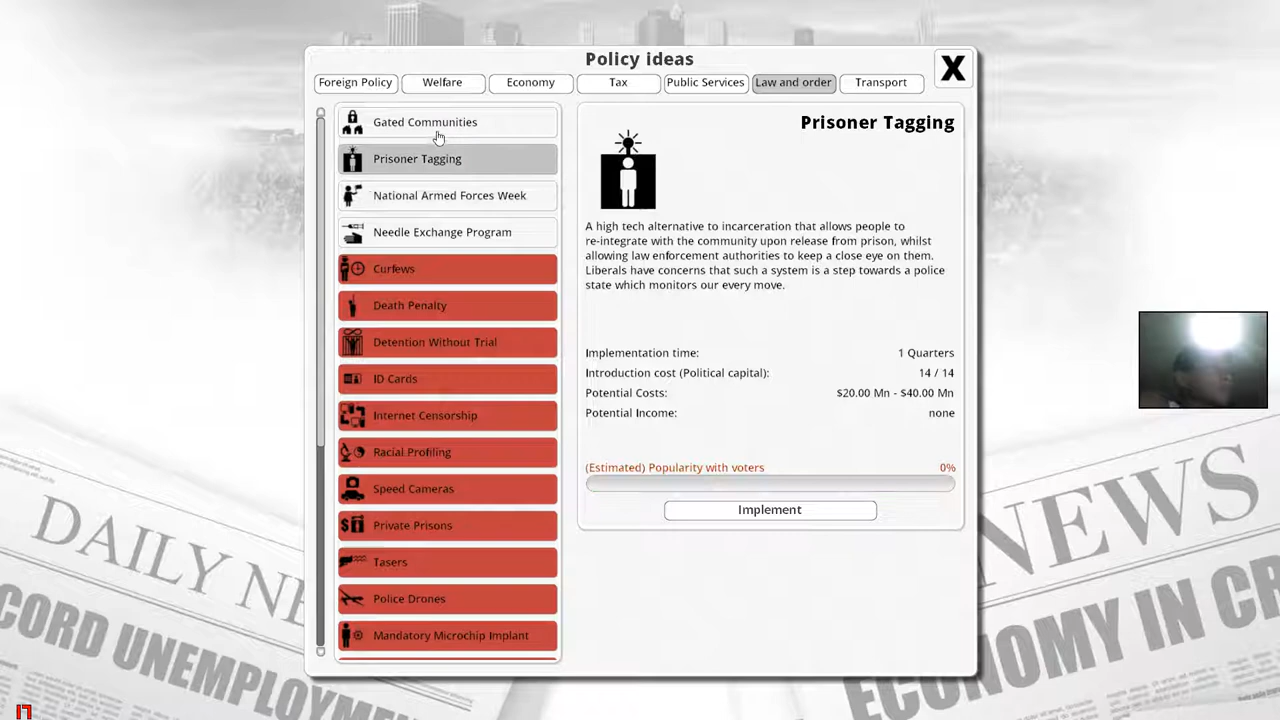 Policy ideas
X
Foreign Policy
Welfare
Economy
Tax
Public Services
Law and order
Transport
Gated Communities
Prisoner Tagging
National Armed Forces Week
Needle Exchange Program
Curfews
Death Penalty
Detention Without Trial
ID Cards
Internet Censorship
Racial Profiling
Speed Cameras
Private Prisons
Tasers
Police Drones
Mandatory Microchip Implant
Prisoner Tagging
A high tech alternative to incarceration that allows people to
re-integrate with the community upon release from prison, whilst
allowing law enforcement authorities to keep a close eye on them.
Liberals have concerns that such a system is a step towards a police
state which monitors our every move.
Implementation time: 1 Quarters
Introduction cost (Political capital): 14 / 14
Potential Costs: $20.00 Mn - $40.00 Mn
Potential Income: none
(Estimated) Popularity with voters 0%
Implement
DAILY NE
CORD UNEMPLOYM
NEWS
ECONOMY IN CR